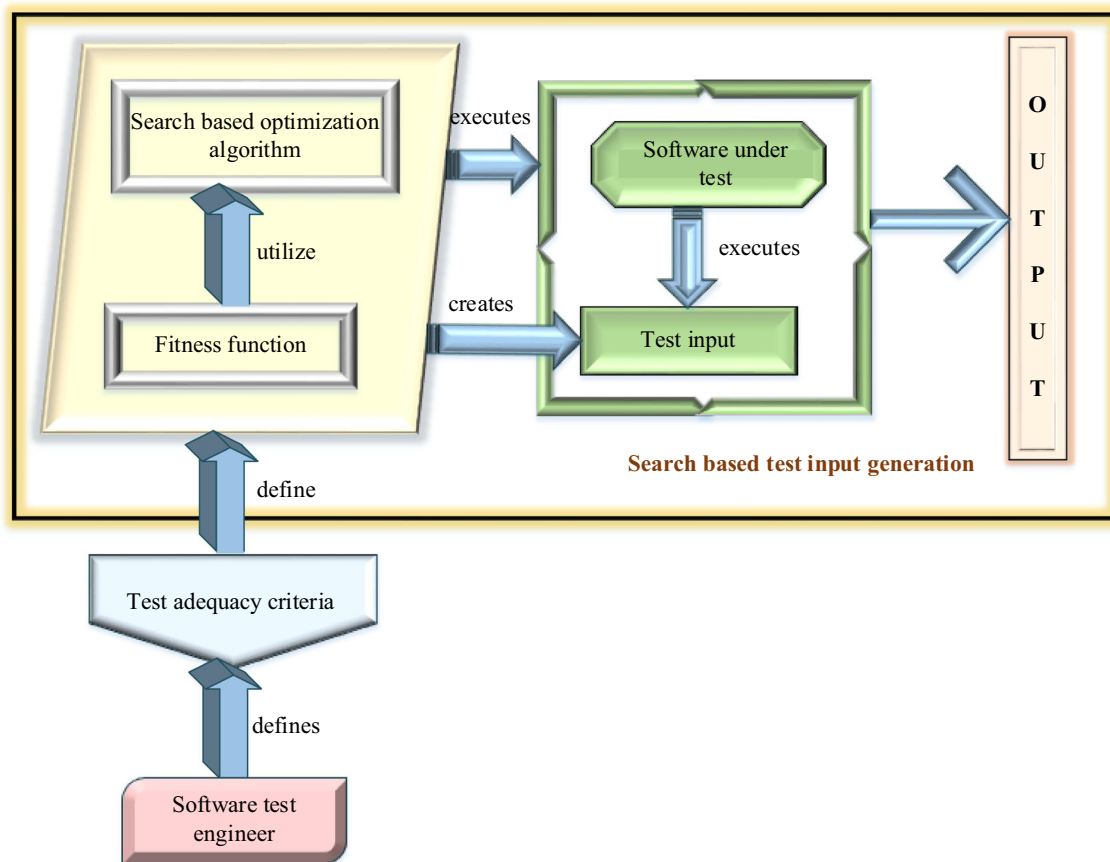 Search based optimization
algorithm
utilize
Fitness function
executes
creates
Software under
test
executes
Test input
O
U
T
P
U
T
Search based test input generation
define
Test adequacy criteria
defines
Software test
engineer